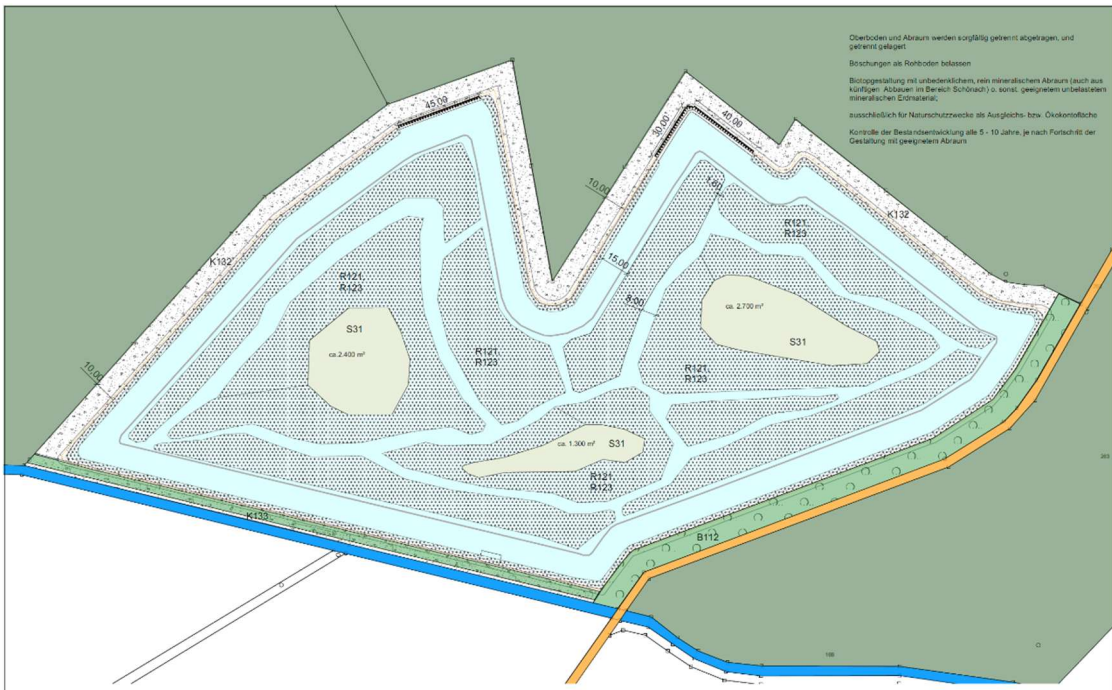 Oberboden und Abraum werden sorgfältig getrennt abgetragen, und
getrennt gelagert
Böschungen als Rohboden belassen
Biotopgestaltung mit unbedenklichem, rein mineralischem Abraum (auch aus
künftigen Abbauen im Bereich Schönach) o. sonst. geeignetem unbelastetem
mineralischen Erdmaterial;
ausschließlich für Naturschutzzwecke als Ausgleichs- bzw. Ökokontofläche
Kontrolle der Bestandsentwicklung alle 5 - 10 Jahre, je nach Fortschritt der
Gestaltung mit geeignetem Abraum
45,00
30,00
40,00
10,00
1,80
K132
R121,
R123
K132
15,00
R121,
R123
8,00
ca. 2.700 m²
S31
S31
ca.2.400 m²
R121,
R123
R121,
R123
10,00
ca. 1.300 m²
S31
R121,
R123
K130
B112